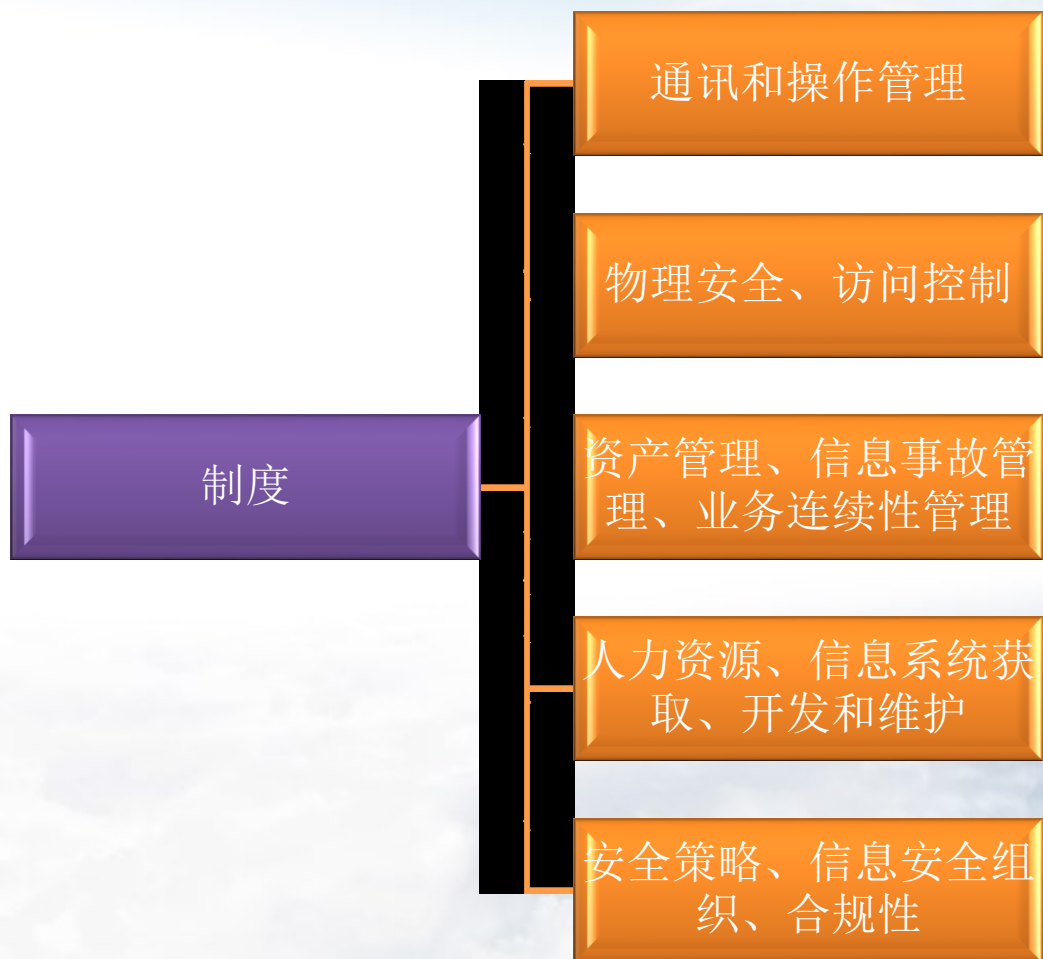 通讯和操作管理
物理安全、访问控制
制度
资产管理、信息事故管
理、业务连续性管理
人力资源、信息系统获
取、开发和维护
安全策略、信息安全组
织、合规性